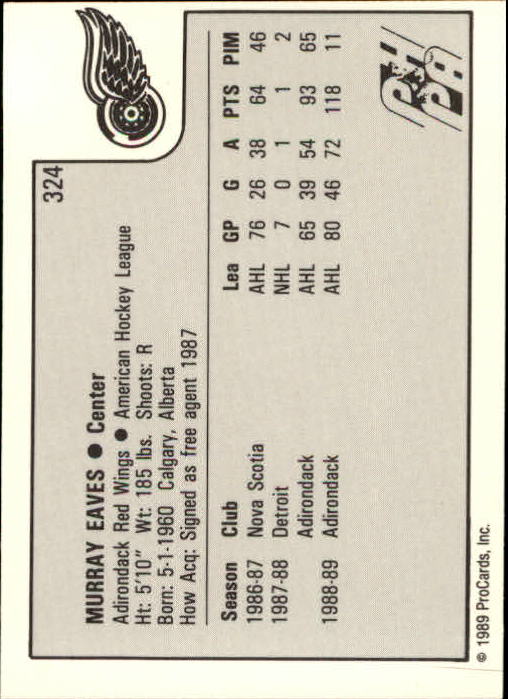 324
MURRAY EAVES ● Center
Adirondack Red Wings ● American Hockey League
Ht: 5'10" Wt: 185 lbs. Shoots: R
Born: 5-1-1960 Calgary, Alberta
How Acq: Signed as free agent 1987
Season Club Lea GP G A PTS PIM
1986-87 Nova Scotia AHL 76 26 38 64 46
1987-88 Detroit NHL 7 0 1 1 2
Adirondack AHL 65 39 54 93 65
1988-89 Adirondack AHL 80 46 72 118 11
© 1989 ProCards, Inc.